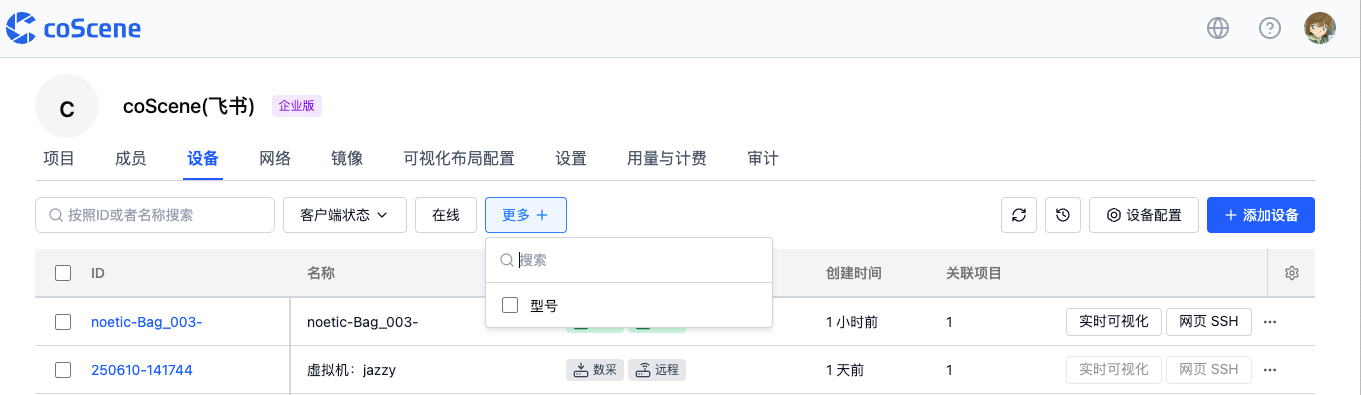 coScene
C
coScene(飞书) 企业版
项目 成员 设备 网络 镜像 可视化布局配置 设置 用量与计费 审计
按照ID或者名称搜索 客户端状态 在线 更多 设备配置 添加设备
搜索
ID 名称 创建时间 关联项目
型号
noetic-Bag_003- noetic-Bag_003- 1 小时前 1 实时可视化 网页 SSH
250610-141744 虚拟机：jazzy 数采 远程 1 天前 1 实时可视化 网页 SSH